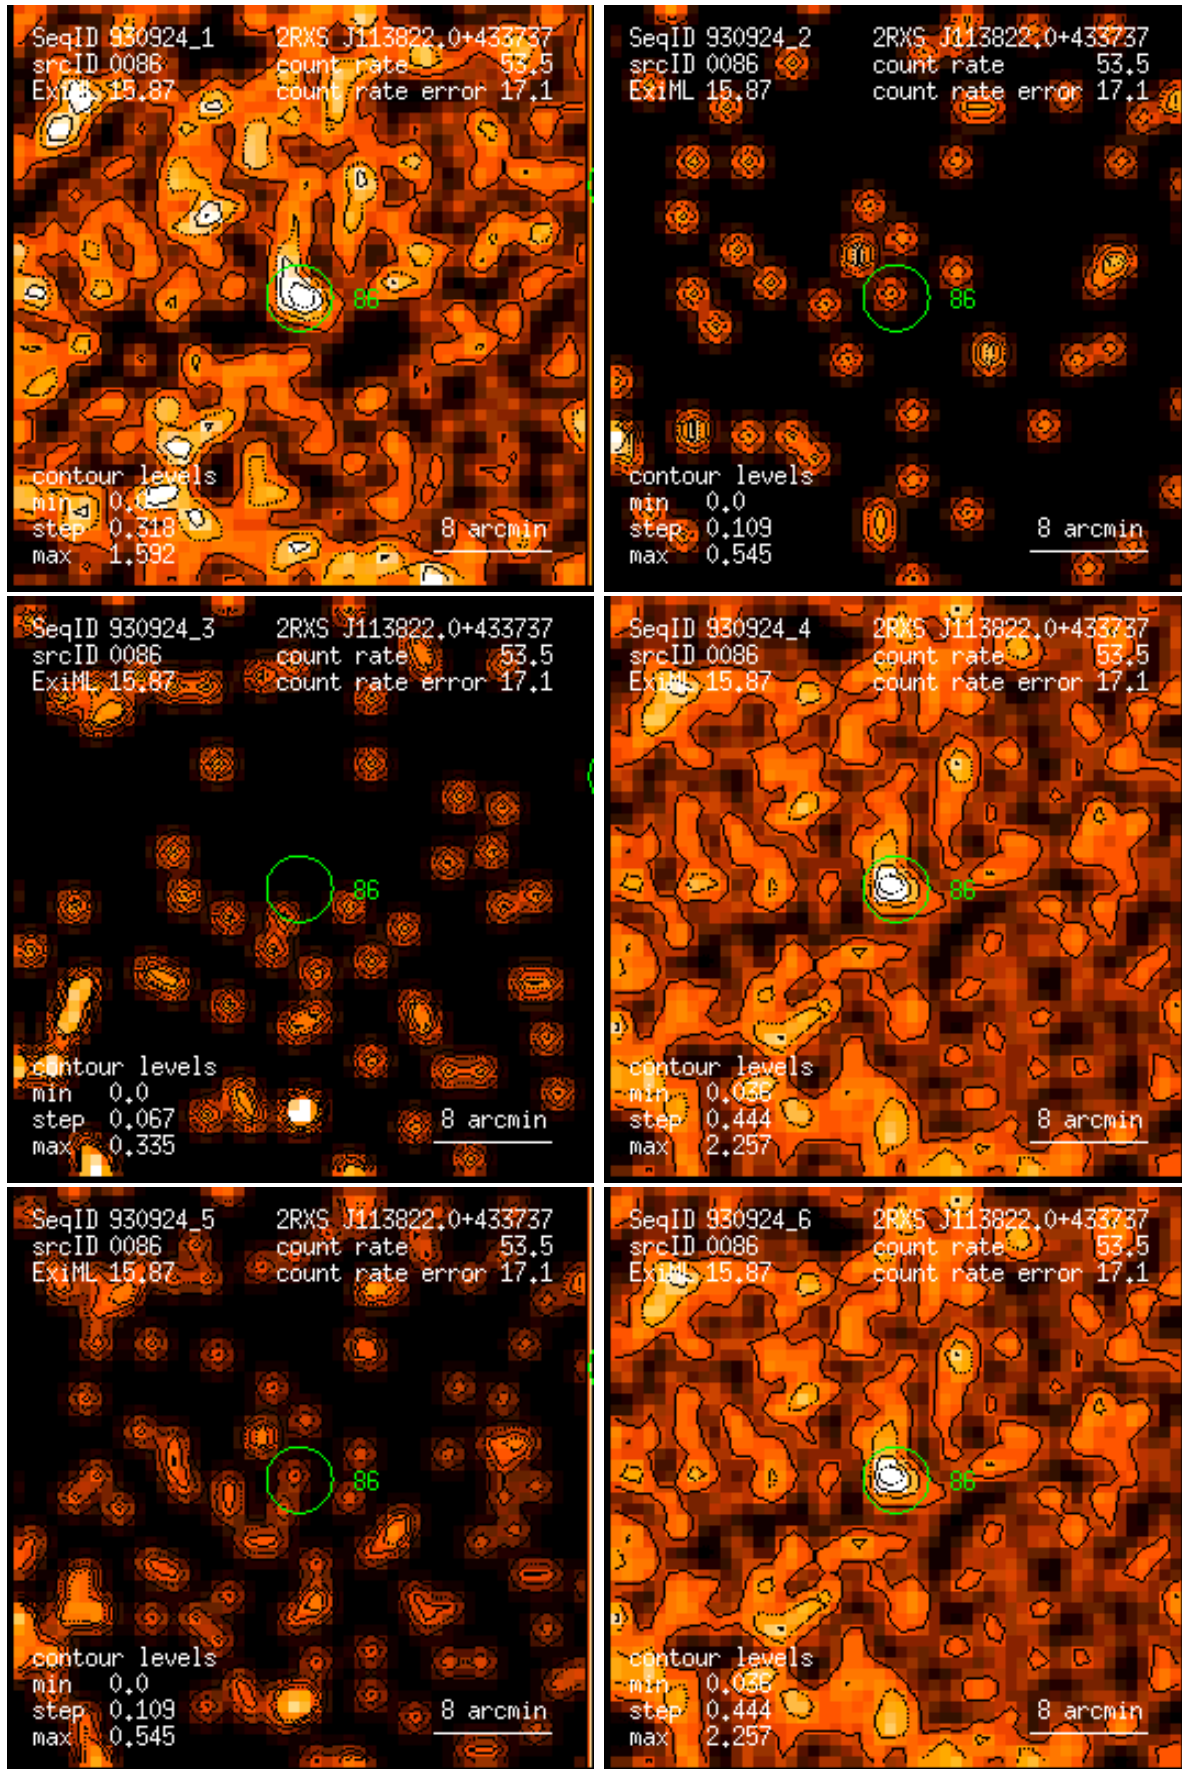 SeqID 930924_1 2RXS J113822.0+433737
srcID 0086 count rate 53.5
ExiML 15.87 count rate error 17.1
86
contour levels
min 0.0
step 0.318 8 arcmin
max 1.592
SeqID 930924_2 2RXS J113822.0+433737
srcID 0086 count rate 53.5
ExiML 15.87 count rate error 17.1
86
contour levels
min 0.0
step 0.109 8 arcmin
max 0.545
SeqID 930924_3 2RXS J113822.0+433737
srcID 0086 count rate 53.5
ExiML 15.87 count rate error 17.1
86
contour levels
min 0.0
step 0.067 8 arcmin
max 0.335
SeqID 930924_4 2RXS J113822.0+433737
srcID 0086 count rate 53.5
ExiML 15.87 count rate error 17.1
86
contour levels
min 0.036
step 0.444 8 arcmin
max 2.257
SeqID 930924_5 2RXS J113822.0+433737
srcID 0086 count rate 53.5
ExiML 15.87 count rate error 17.1
86
contour levels
min 0.0
step 0.109 8 arcmin
max 0.545
SeqID 930924_6 2RXS J113822.0+433737
srcID 0086 count rate 53.5
ExiML 15.87 count rate error 17.1
86
contour levels
min 0.036
step 0.444 8 arcmin
max 2.257